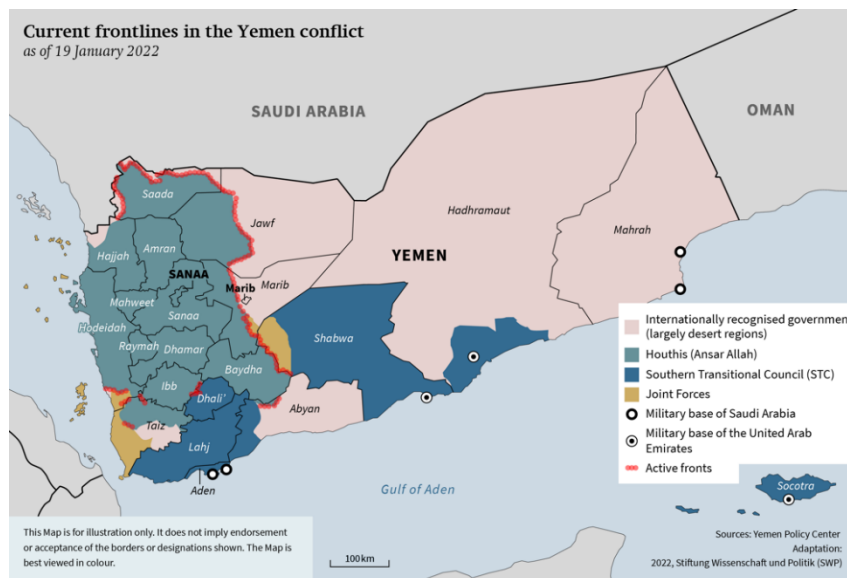 Current frontlines in the Yemen conflict
as of 19 January 2022
SAUDI ARABIA
OMAN
Saada
Jawf
Hadhramaut
Mahrah
Hajjah
Amran
YEMEN
SANAA
Marib
Marib
Mahweet
Sanaa
Hodeidah
Shabwa
Raymah
Dhamar
Baydha
Ibb
Dhali'
Abyan
Taiz
Lahj
Aden
Gulf of Aden
Socotra
Internationally recognised governmen
(largely desert regions)
Houthis (Ansar Allah)
Southern Transitional Council (STC)
Joint Forces
Military base of Saudi Arabia
Military base of the United Arab
Emirates
Active fronts
This Map is for illustration only. It does not imply endorsement
or acceptance of the borders or designations shown. The Map is
best viewed in colour.
100 km
Sources: Yemen Policy Center
Adaptation:
2022, Stiftung Wissenschaft und Politik (SWP)